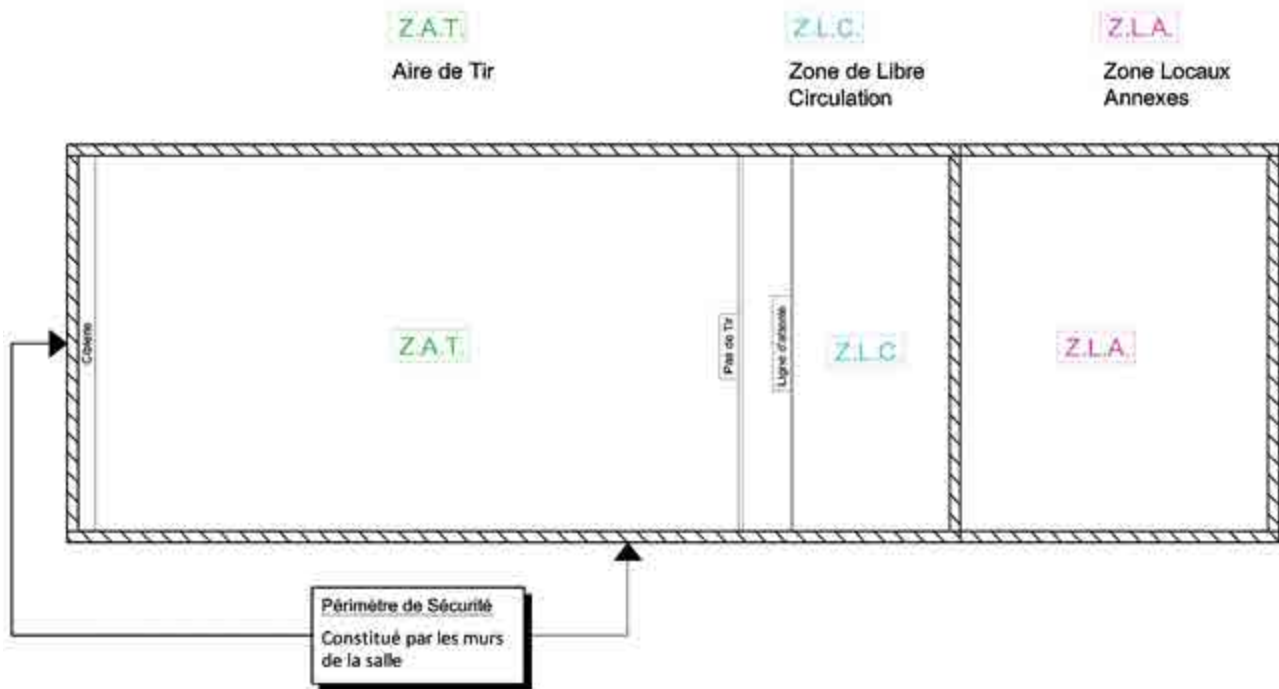 Z.A.T.
Aire de Tir
Z.L.C.
Zone de Libre
Circulation
Z.L.A.
Zone Locaux
Annexes
Ciblerie
Z.A.T.
Pas de Tir
Ligne d'attente
Z.L.C
Z.L.A.
Périmètre de Sécurité
Constitué par les murs
de la salle